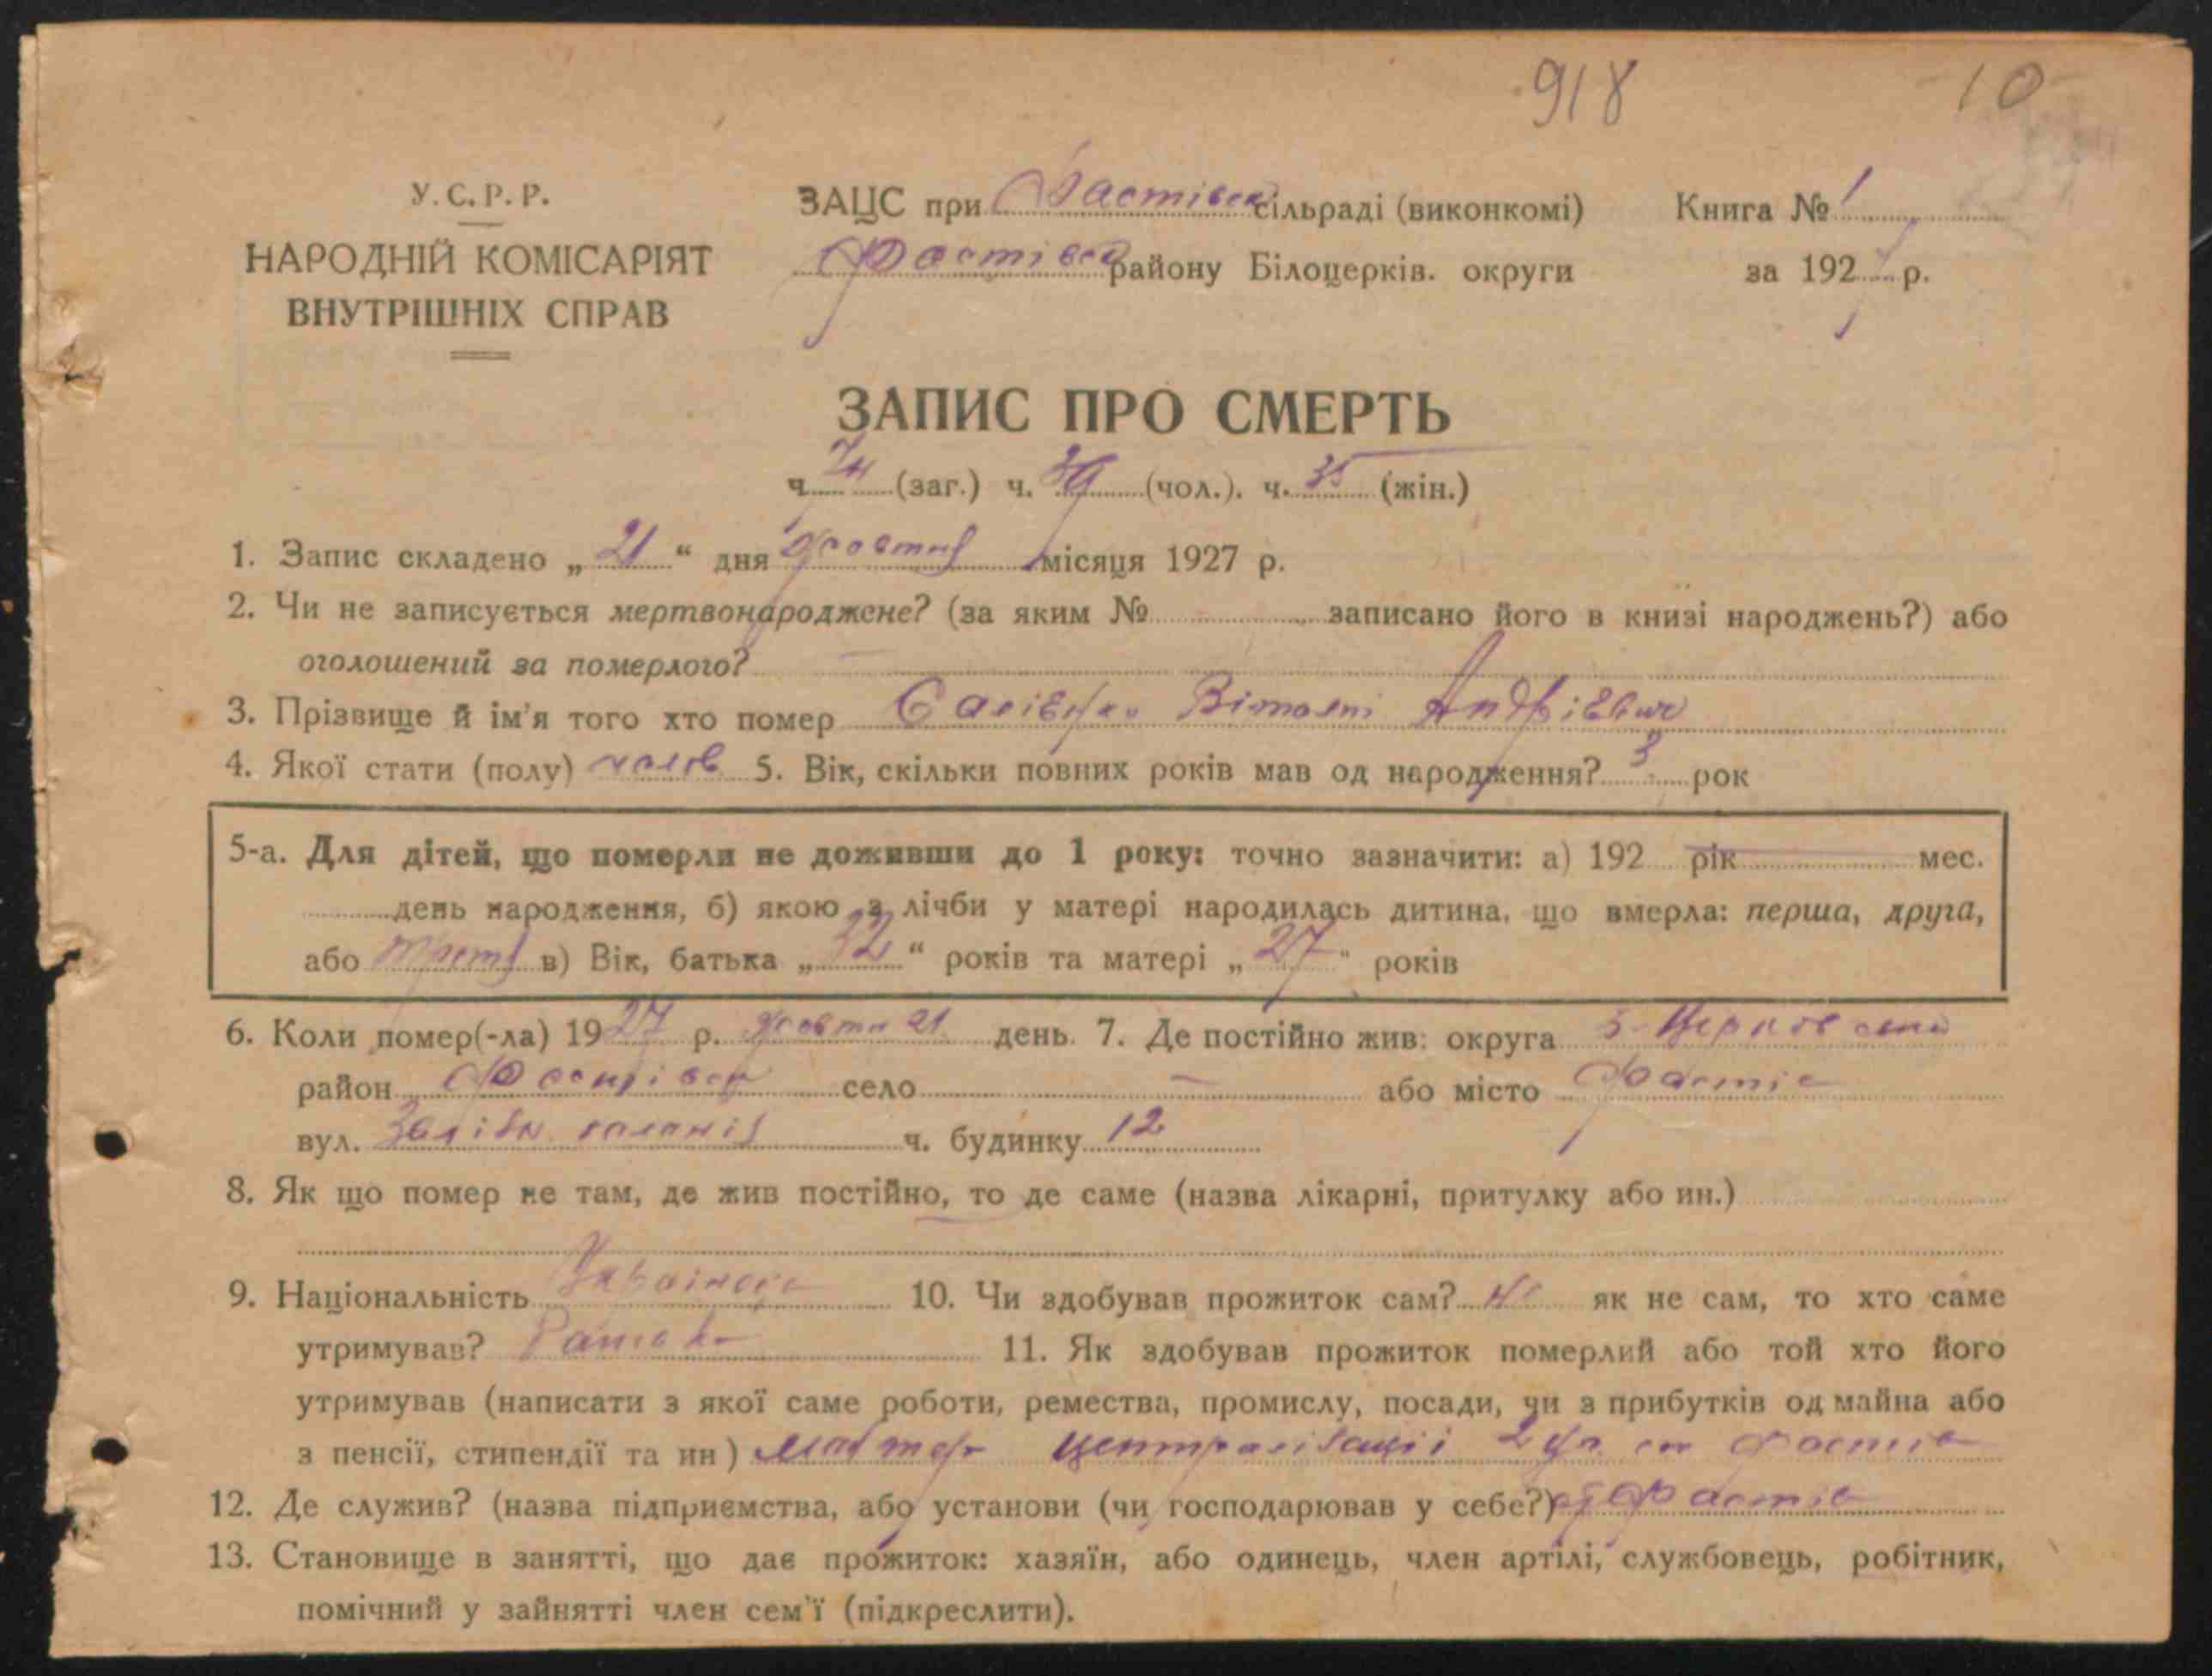 918
10
У.С.Р.Р.
НАРОДНІЙ КОМІСАРІЯТ
ВНУТРІШНІХ СПРАВ
ЗАЦС при Фастівск сільраді (виконкомі)
Фастівск району Білоцерків. округи
Книга № 1
за 1927 р.
ЗАПИС ПРО СМЕРТЬ
ч. 74 (заг.) ч. 39 (чол.). ч. 35 (жін.)
1. Запис складено „ 21 “ дня жовтня місяця 1927 р.
2. Чи не записується мертвонароджене? (за яким № записано його в книзі народжень?) або
оголошений за померлого? —
3. Прізвище й ім'я того хто помер Андрієвич
4. Якої стати (полу) чолов 5. Вік, скільки повних років мав од народження? 3 рок
5-а. Для дітей, що померли не доживши до 1 року: точно зазначити: а) 192 рік мес.
день народження, б) якою з лічби у матері народилась дитина, що вмерла: перша, друга,
або трет в) Вік, батька „ 32 “ років та матері „ 27 “ років
6. Коли помер(-ла) 1927 р. жовтн 21 день. 7. Де постійно жив: округа Б-Церковська
район Фастівск село — або місто Фастів
вул. ч. будинку 12
8. Як що помер не там, де жив постійно, то де саме (назва лікарні, притулку або ин.)
9. Національність Українець 10. Чи здобував прожиток сам? Ні як не сам, то хто саме
утримував? Батько 11. Як здобував прожиток померлий або той хто його
утримував (написати з якої саме роботи, ремества, промислу, посади, чи з прибутків од майна або
з пенсії, стипендії та ин) централізації ст Фастів
12. Де служив? (назва підприємства, або установи (чи господарював у себе?) Фастів
13. Становище в занятті, що дає прожиток: хазяїн, або одинець, член артілі, службовець, робітник,
помічний у зайнятті член сем'ї (підкреслити).